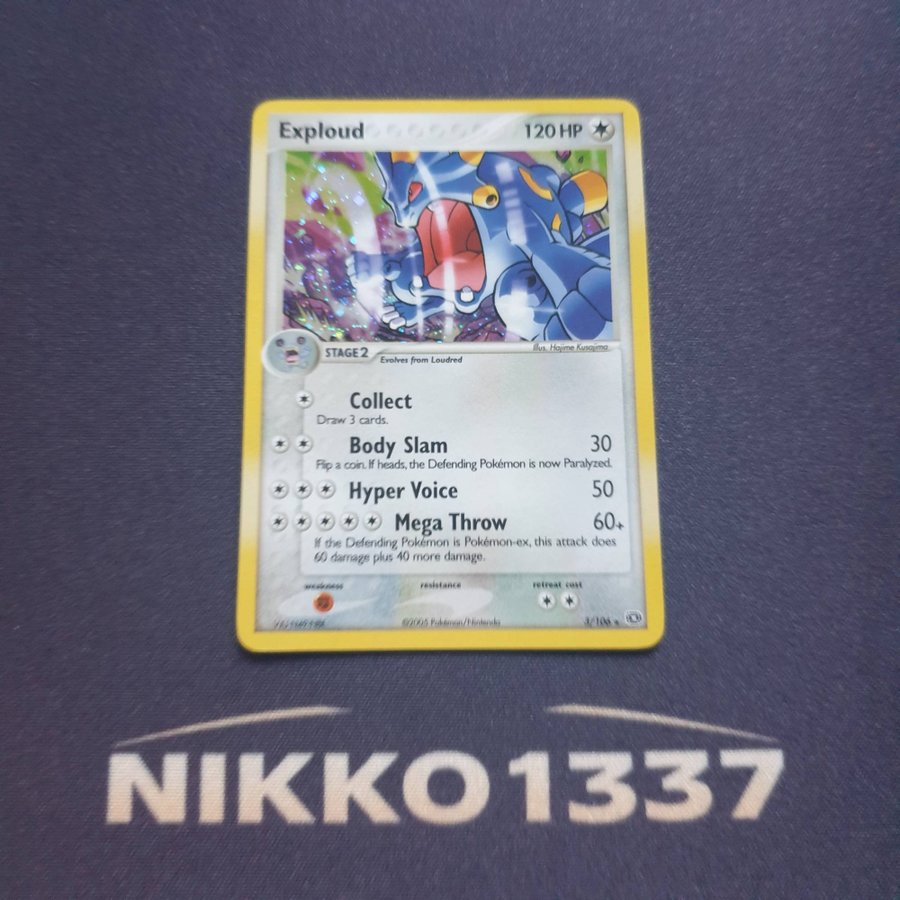 Exploud
120 HP
Illus. Hajime Kusajima
STAGE 2
Evolves from Loudred
Collect
Draw 3 cards.
Body Slam 30
Flip a coin. If heads, the Defending Pokémon is now Paralyzed.
Hyper Voice 50
Mega Throw 60+
If the Defending Pokémon is Pokémon-ex, this attack does
60 damage plus 40 more damage.
weakness resistance retreat cost
©2005 Pokémon/Nintendo
NIKKO1337